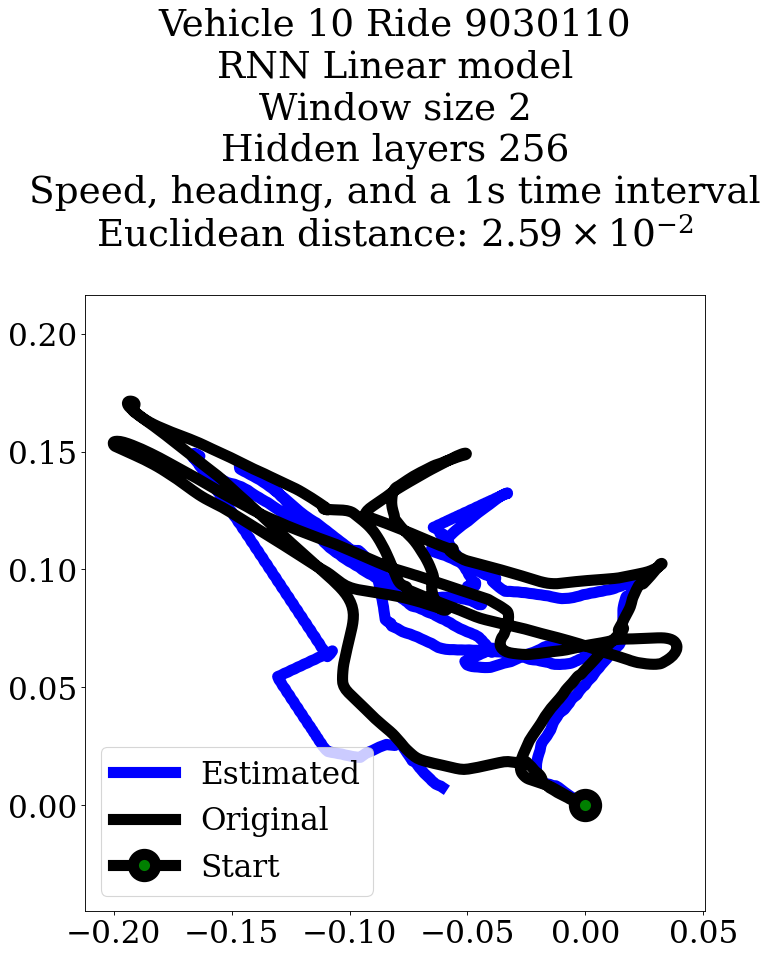 Vehicle 10 Ride 9030110
RNN Linear model
Window size 2
Hidden layers 256
Speed, heading, and a 1s time interval
Euclidean distance: 2.59 × 10⁻²
0.20
0.15
0.10
0.05
0.00
Estimated
Original
Start
−0.20 −0.15 −0.10 −0.05 0.00 0.05